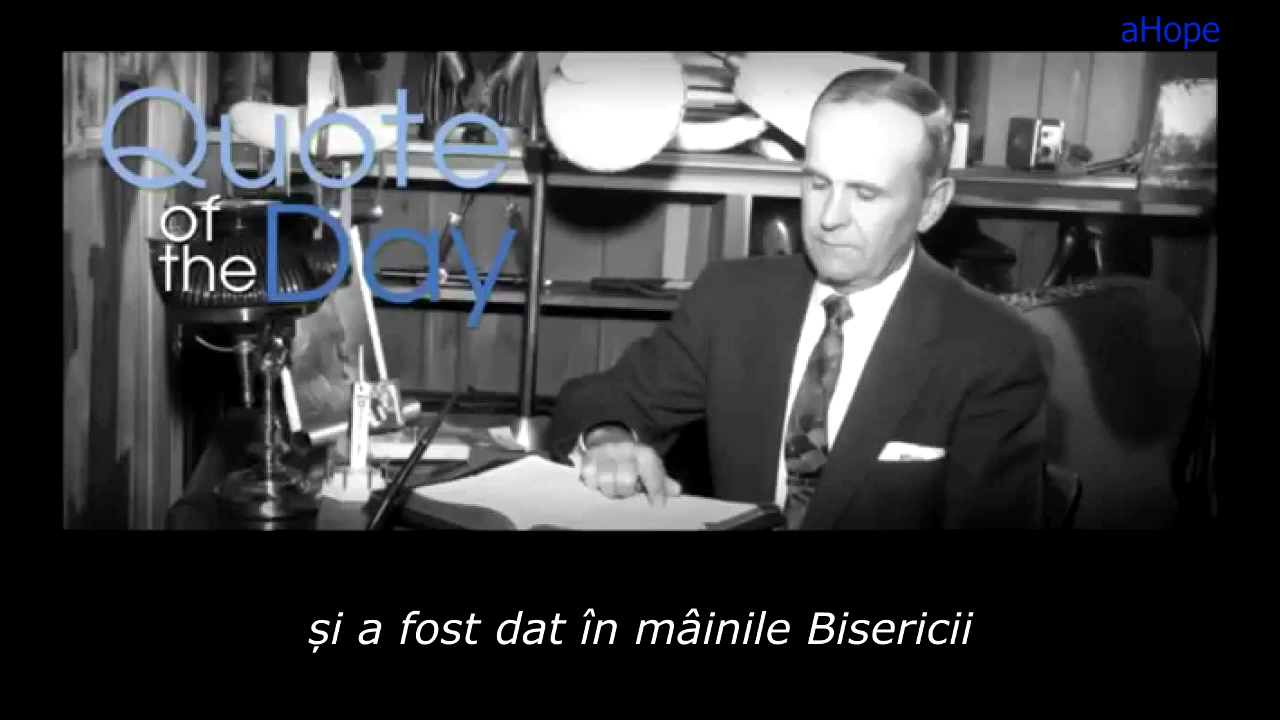 aHope
Quote
of
the Day
și a fost dat în mâinile Bisericii